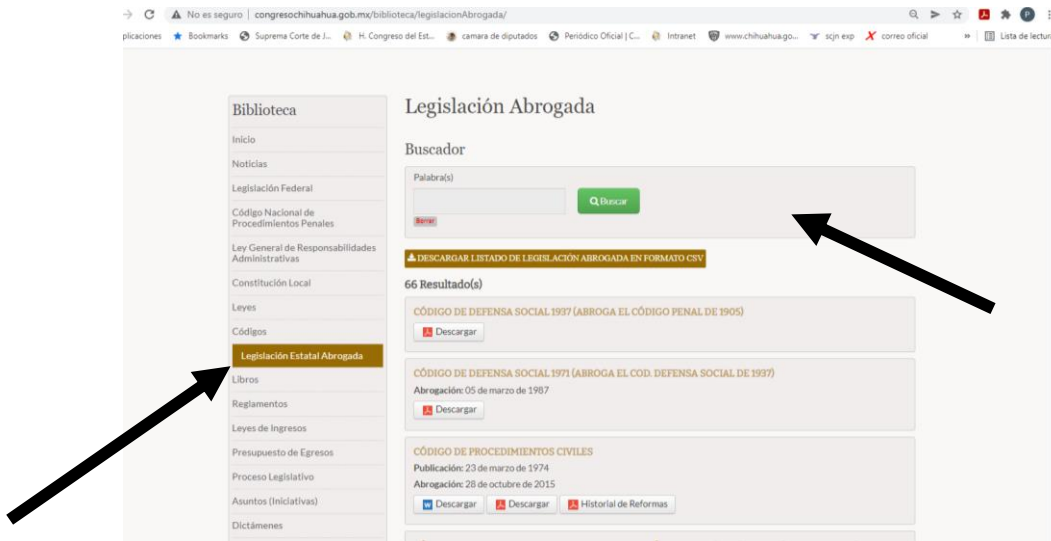 No es seguro | congresochihuahua.gob.mx/biblioteca/legislacionAbrogada/
plicaciones Bookmarks Suprema Corte de J... H. Congreso del Est... camara de diputados Periódico Oficial | C... Intranet www.chihuahua.go... scjn exp correo oficial » Lista de lectura
Biblioteca
Inicio
Noticias
Legislación Federal
Código Nacional de
Procedimientos Penales
Ley General de Responsabilidades
Administrativas
Constitución Local
Leyes
Códigos
Legislación Estatal Abrogada
Libros
Reglamentos
Leyes de Ingresos
Presupuesto de Egresos
Proceso Legislativo
Asuntos (Iniciativas)
Dictámenes
Legislación Abrogada
Buscador
Palabra(s)
Buscar
Borrar
DESCARGAR LISTADO DE LEGISLACIÓN ABROGADA EN FORMATO CSV
66 Resultado(s)
CÓDIGO DE DEFENSA SOCIAL 1937 (ABROGA EL CÓDIGO PENAL DE 1905)
Descargar
CÓDIGO DE DEFENSA SOCIAL 1971 (ABROGA EL COD. DEFENSA SOCIAL DE 1937)
Abrogación: 05 de marzo de 1987
Descargar
CÓDIGO DE PROCEDIMIENTOS CIVILES
Publicación: 23 de marzo de 1974
Abrogación: 28 de octubre de 2015
Descargar Descargar Historial de Reformas